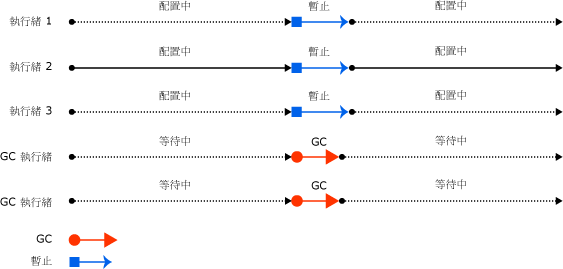 配置中 暫止 配置中
執行緒 1
配置中 暫止 配置中
執行緒 2
配置中 暫止 配置中
執行緒 3
等待中 GC 等待中
GC 執行緒
等待中 GC 等待中
GC 執行緒
GC
暫止